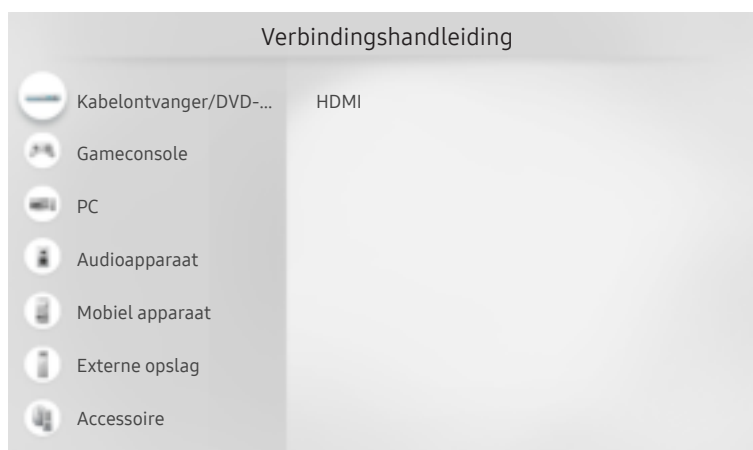 Verbindingshandleiding
Kabelontvanger/DVD-...
HDMI
Gameconsole
PC
Audioapparaat
Mobiel apparaat
Externe opslag
Accessoire